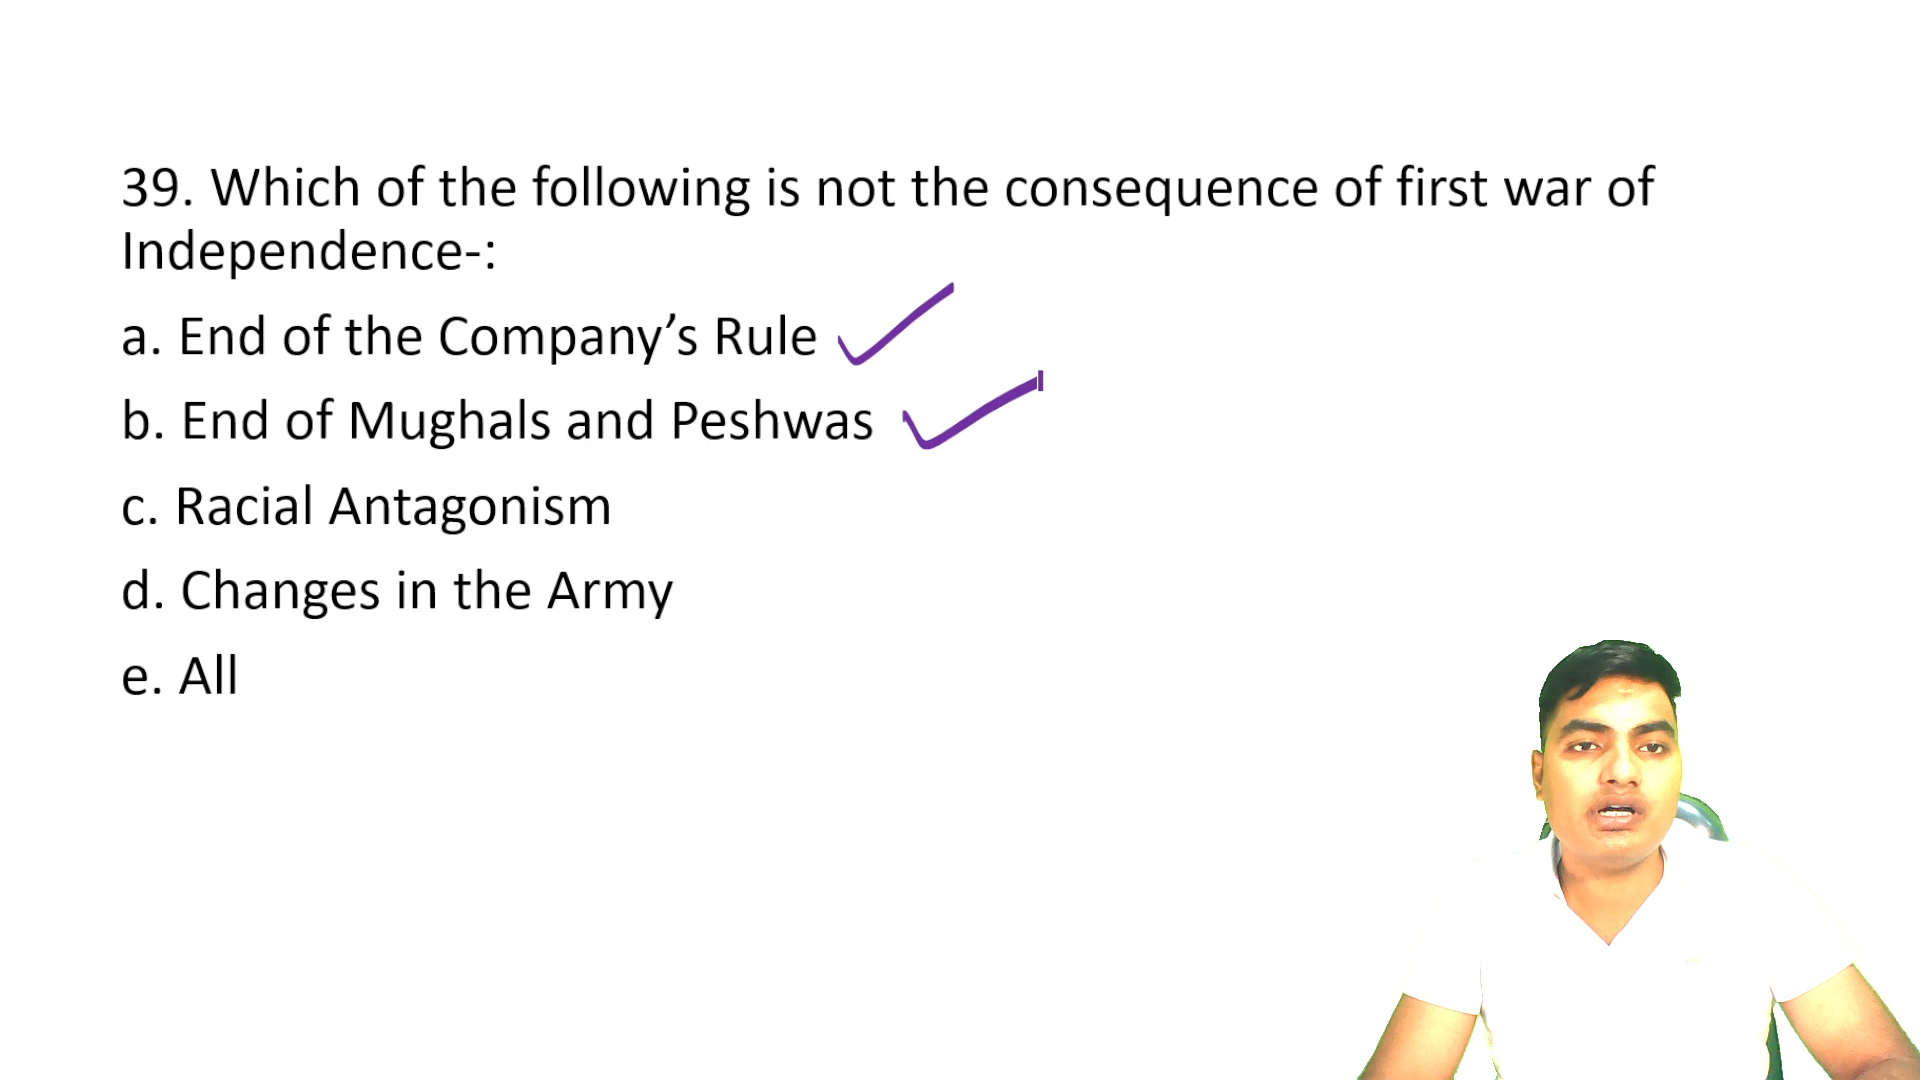 39. Which of the following is not the consequence of first war of
Independence-:
a. End of the Company’s Rule
b. End of Mughals and Peshwas
c. Racial Antagonism
d. Changes in the Army
e. All